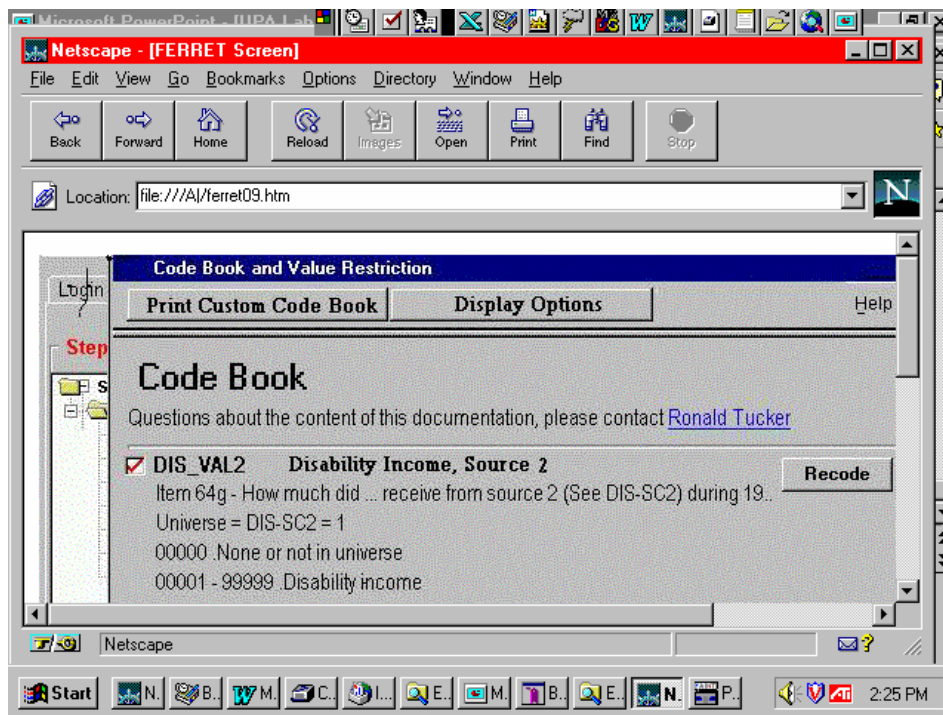 Microsoft PowerPoint - [UPA Lab
Netscape - [FERRET Screen]
File Edit View Go Bookmarks Options Directory Window Help
Back Forward Home Reload Images Open Print Find Stop
Location: file:///A|/ferret09.htm
N
Code Book and Value Restriction
Login
Print Custom Code Book Display Options Help
Step
Code Book
S
Questions about the content of this documentation, please contact Ronald Tucker
DIS_VAL2 Disability Income, Source 2
Recode
Item 64g - How much did ... receive from source 2 (See DIS-SC2) during 19..
Universe = DIS-SC2 = 1
00000 .None or not in universe
00001 - 99999 .Disability income
Netscape
Start N. B.. M. C.. I... E.. M.. B.. E.. N. P.. ATI 2:25 PM